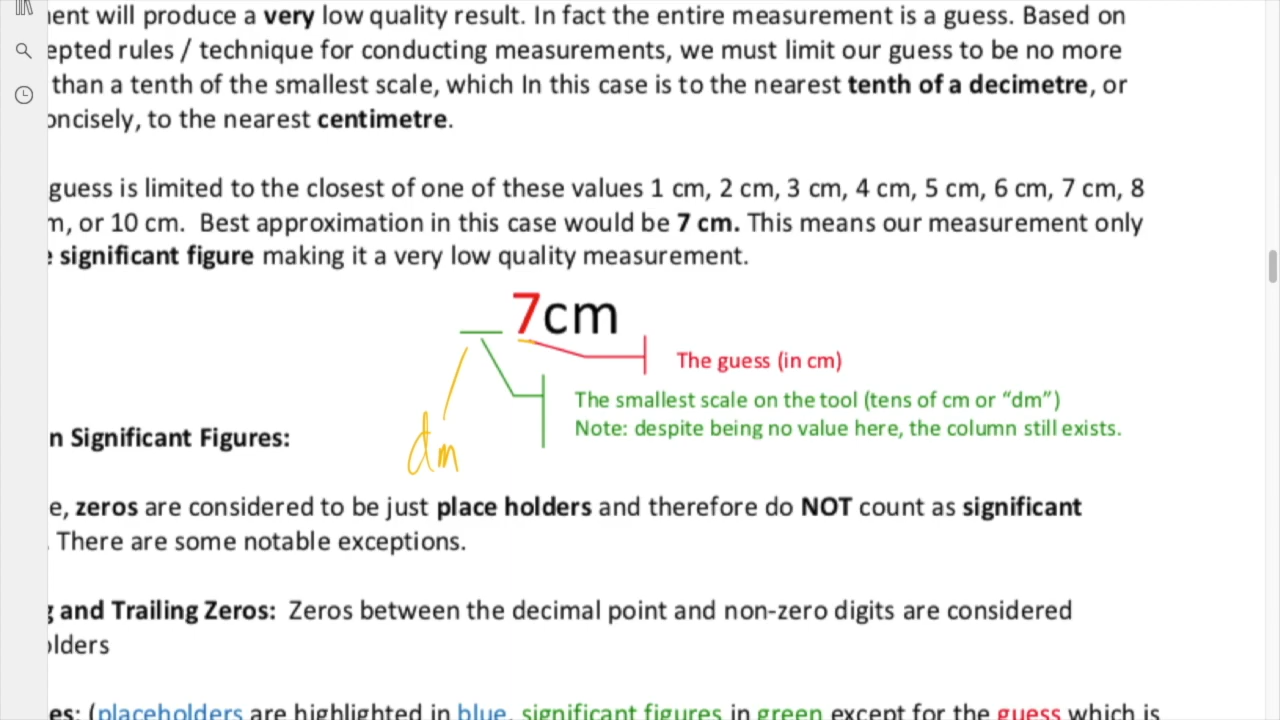 ent will produce a very low quality result. In fact the entire measurement is a guess. Based on
epted rules / technique for conducting measurements, we must limit our guess to be no more
than a tenth of the smallest scale, which In this case is to the nearest tenth of a decimetre, or
oncisely, to the nearest centimetre.
guess is limited to the closest of one of these values 1 cm, 2 cm, 3 cm, 4 cm, 5 cm, 6 cm, 7 cm, 8
m, or 10 cm. Best approximation in this case would be 7 cm. This means our measurement only
significant figure making it a very low quality measurement.
_ 7cm
The guess (in cm)
The smallest scale on the tool (tens of cm or “dm”)
Note: despite being no value here, the column still exists.
dm
n Significant Figures:
e, zeros are considered to be just place holders and therefore do NOT count as significant
. There are some notable exceptions.
g and Trailing Zeros: Zeros between the decimal point and non-zero digits are considered
olders
es: (placeholders are highlighted in blue, significant figures in green except for the guess which is